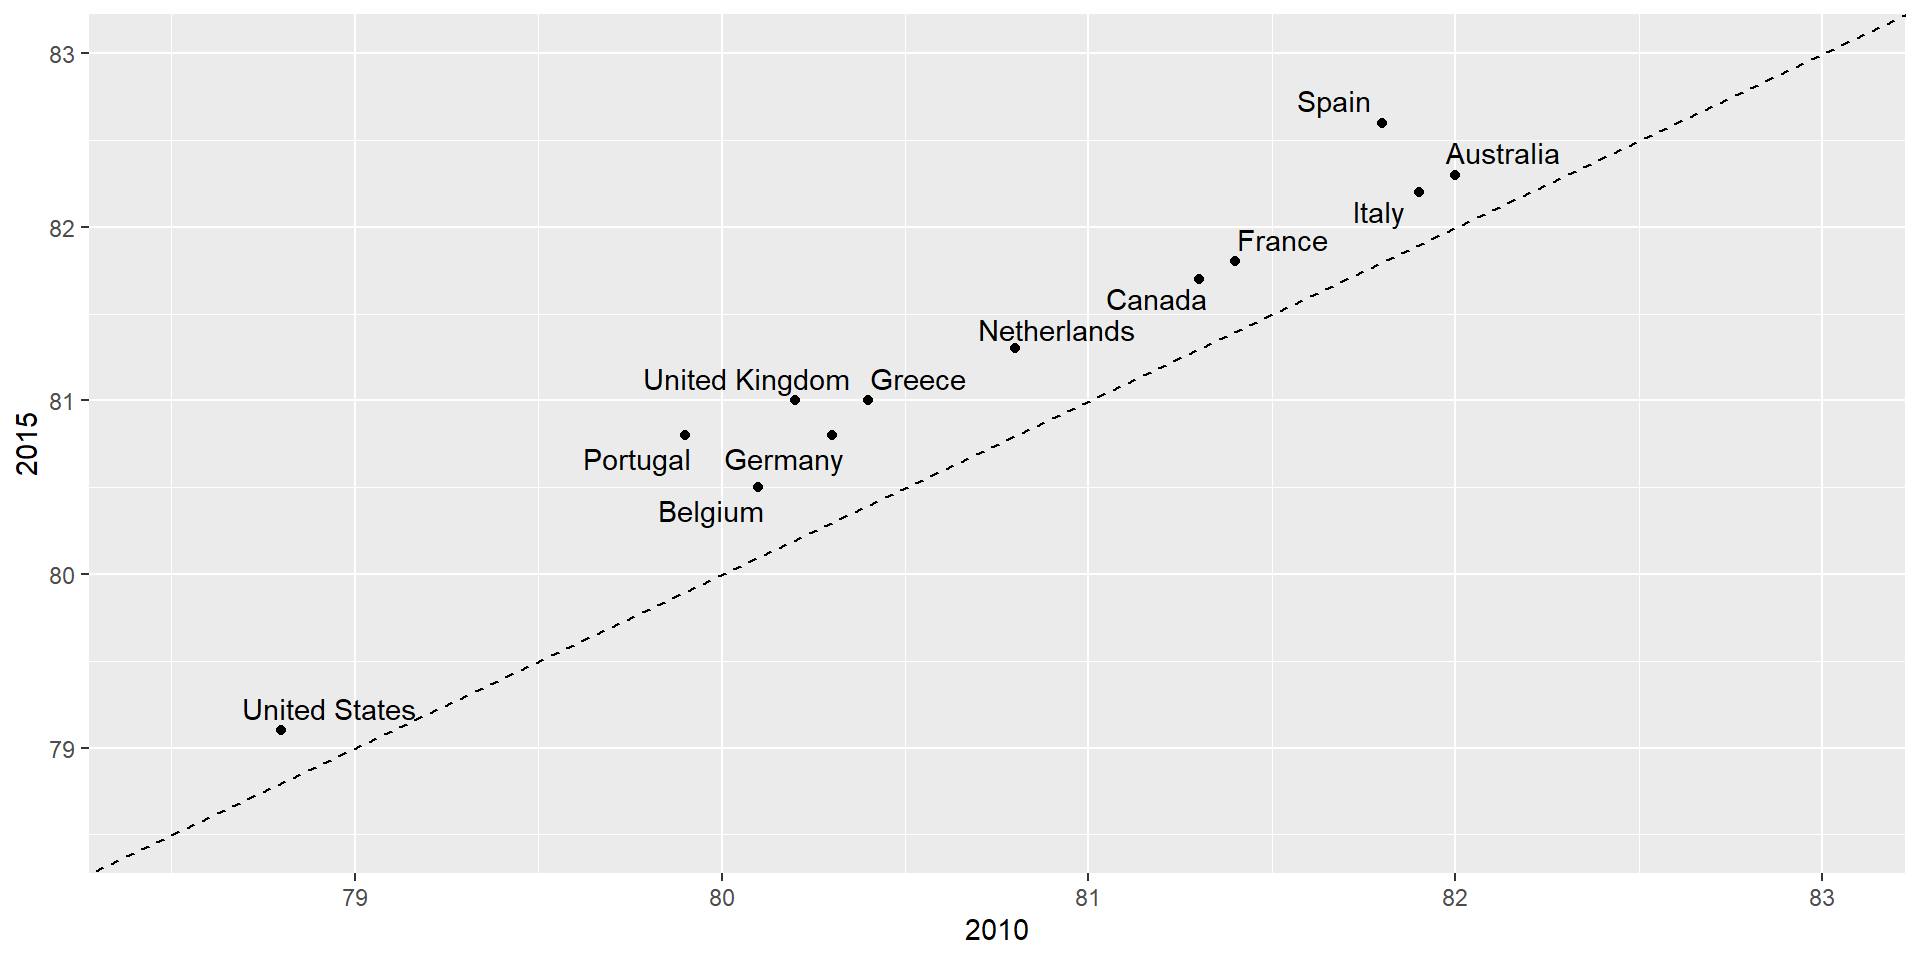 83
Spain
Australia
Italy
82
France
Canada
Netherlands
United Kingdom
Greece
81
2015
Portugal
Germany
Belgium
80
United States
79
79
80
81
82
83
2010